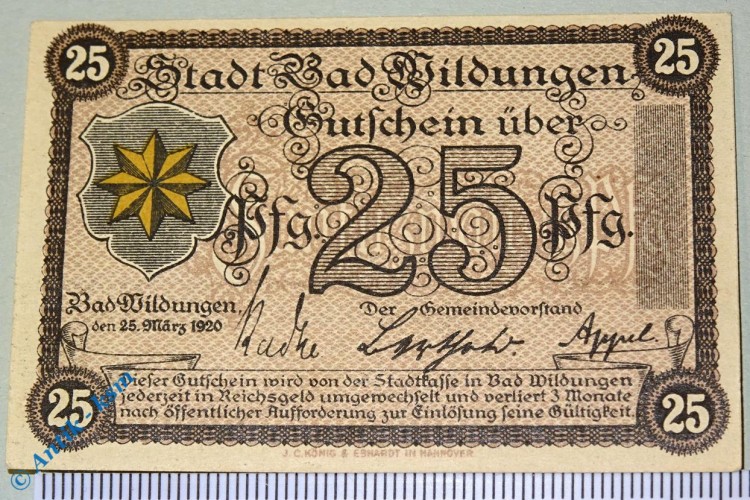 25
25
Stadt Bad Wildungen
Gutschein über
Pfg. 25 Pfg.
Bad Wildungen,
den 25. März 1920
Der Gemeindevorstand
Radke
Appel.
25
25
Dieser Gutschein wird von der Stadtkasse in Bad Wildungen
jederzeit in Reichsgeld umgewechselt und verliert 3 Monate
nach öffentlicher Aufforderung zur Einlösung seine Gültigkeit.
J. C. KÖNIG & EBHARDT IN HANNOVER